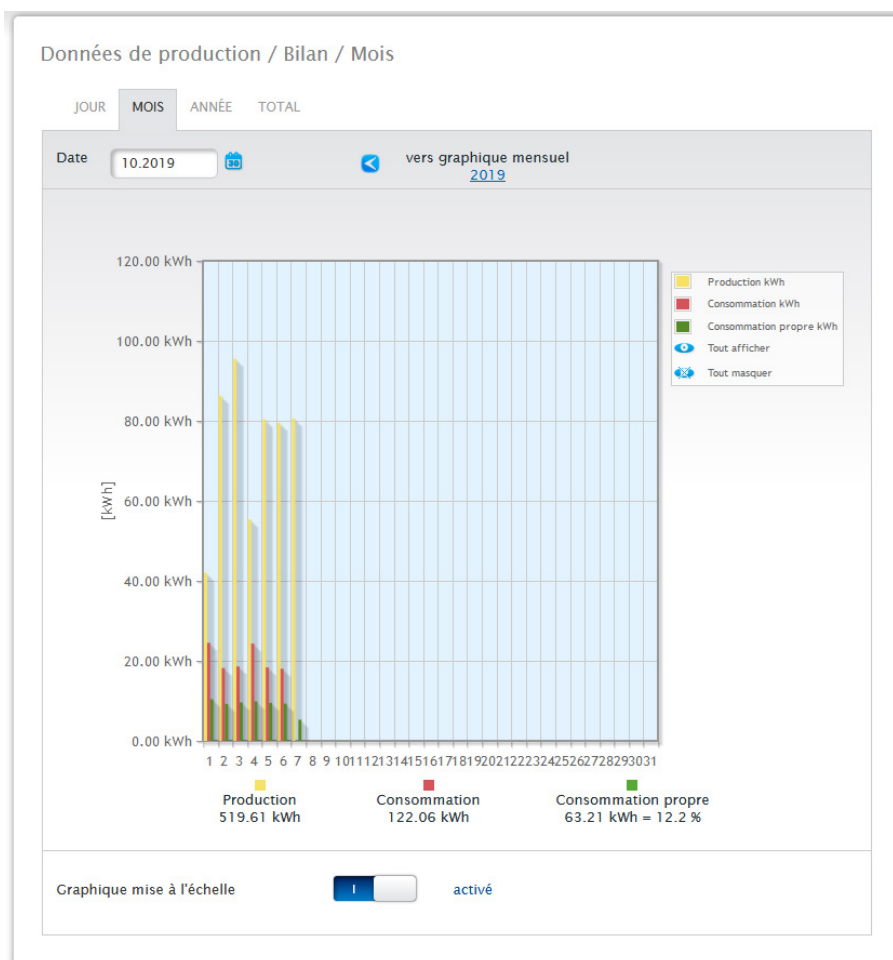 Données de production / Bilan / Mois
JOUR MOIS ANNÉE TOTAL
Date 10.2019 30 vers graphique mensuel
2019
120.00 kWh
100.00 kWh
80.00 kWh
60.00 kWh
40.00 kWh
20.00 kWh
0.00 kWh
[kWh]
1 2 3 4 5 6 7 8 9 10 11 12 13 14 15 16 17 18 19 20 21 22 23 24 25 26 27 28 29 30 31
Production kWh
Consommation kWh
Consommation propre kWh
Tout afficher
Tout masquer
Production
519.61 kWh
Consommation
122.06 kWh
Consommation propre
63.21 kWh = 12.2 %
Graphique mise à l'échelle I activé